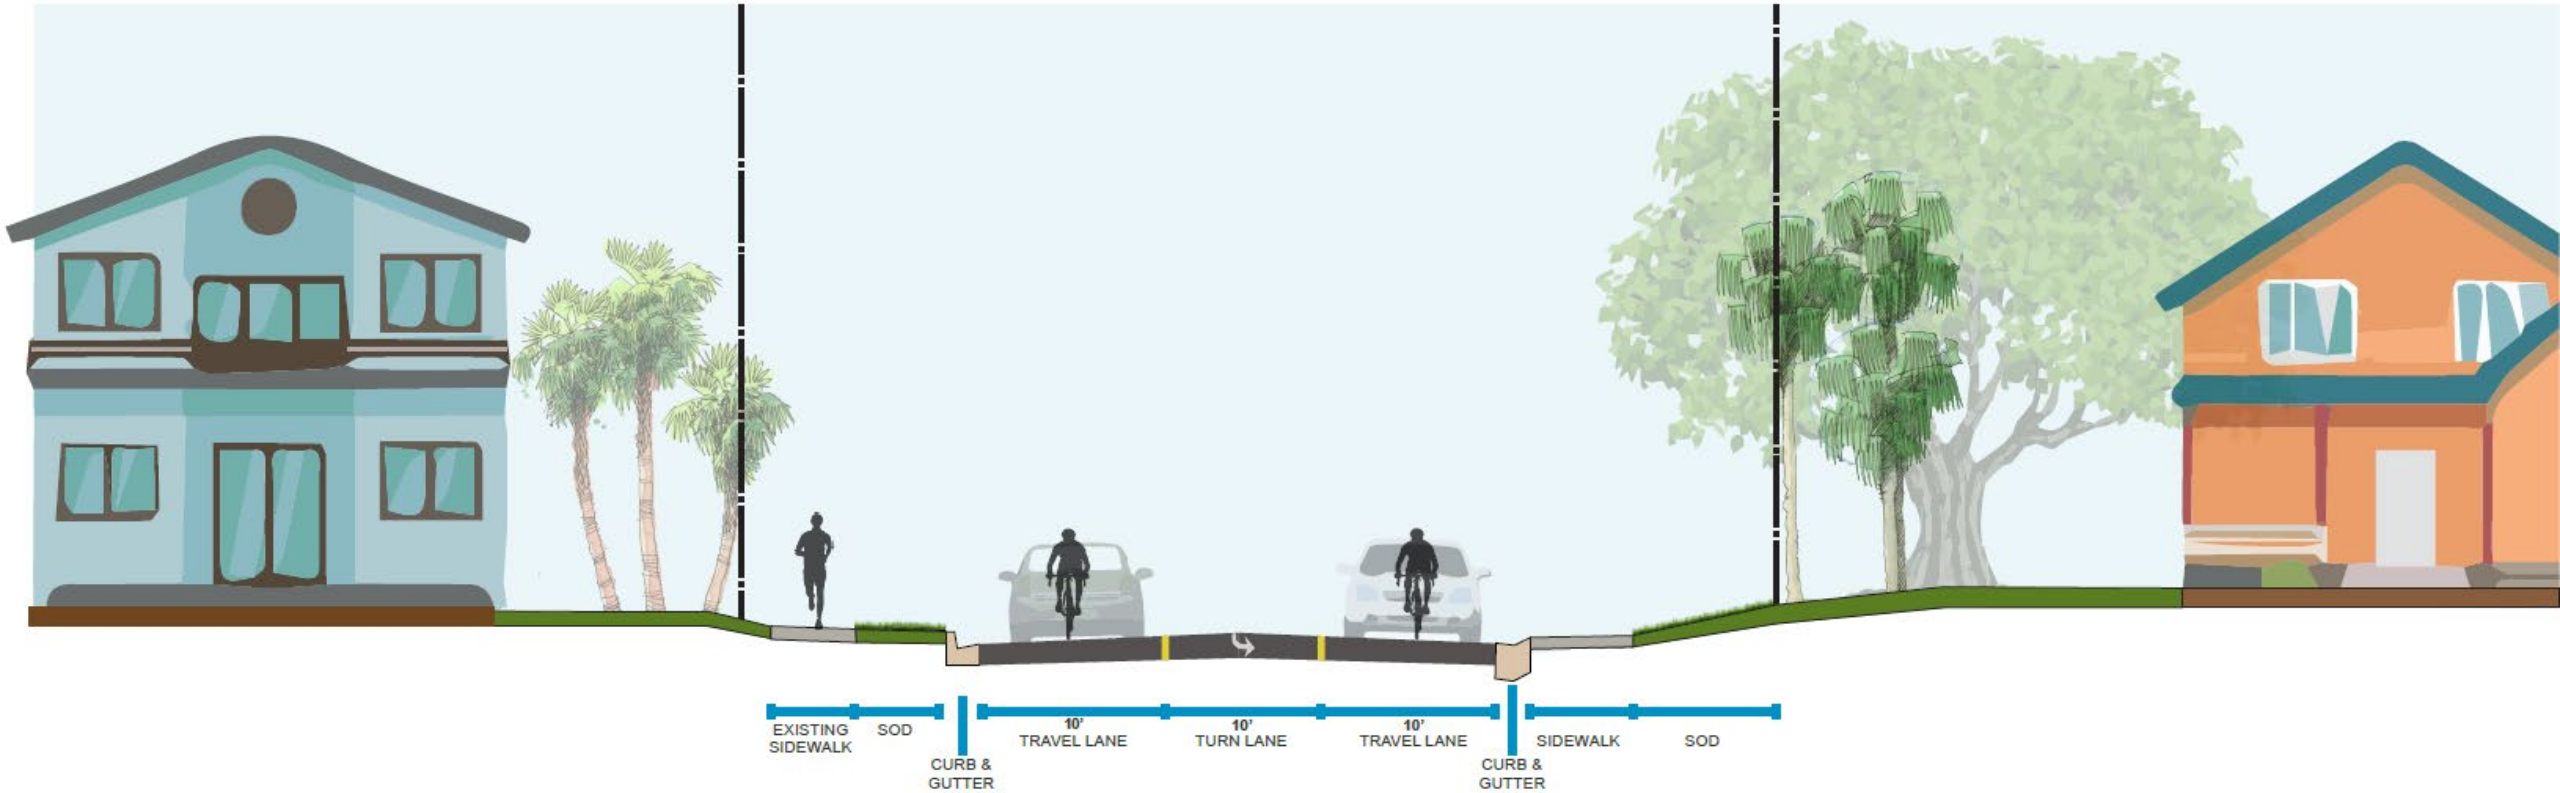 EXISTING
SIDEWALK
SOD
CURB &
GUTTER
10'
TRAVEL LANE
10'
TURN LANE
10'
TRAVEL LANE
CURB &
GUTTER
SIDEWALK
SOD